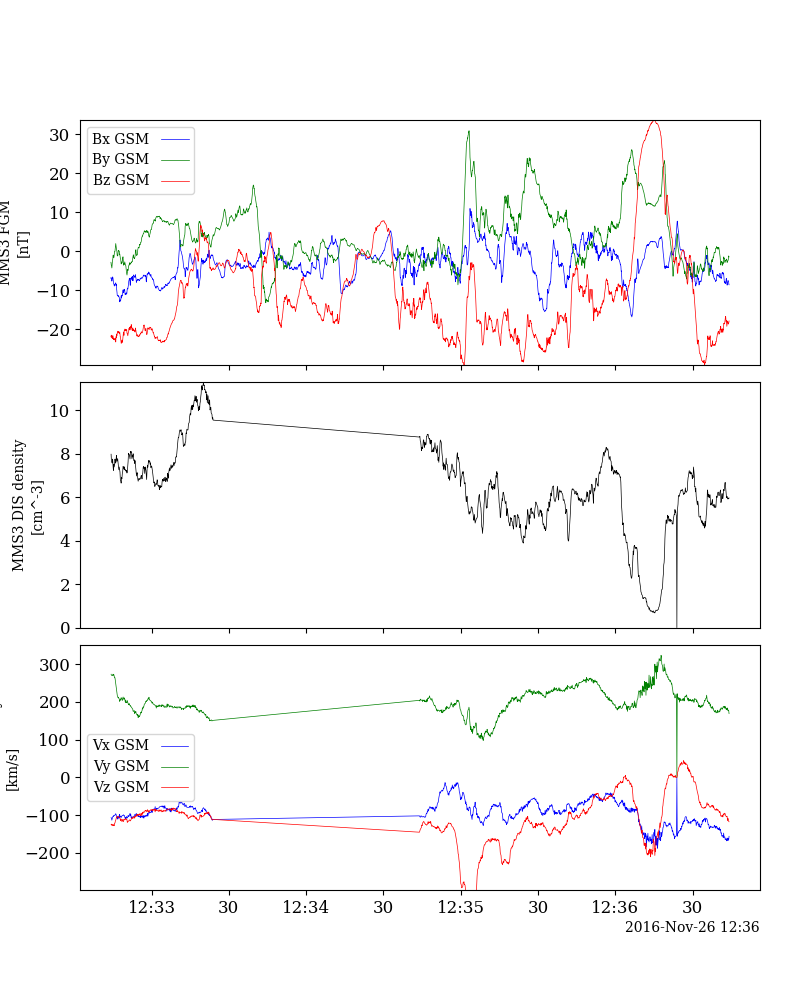 30
20
10
0
−10
−20
MMS3 FGM
[nT]
Bx GSM
By GSM
Bz GSM
10
8
6
4
2
0
MMS3 DIS density
[cm^-3]
300
200
100
0
−100
−200
[km/s]
Vx GSM
Vy GSM
Vz GSM
12:33
30
12:34
30
12:35
30
12:36
30
2016-Nov-26 12:36